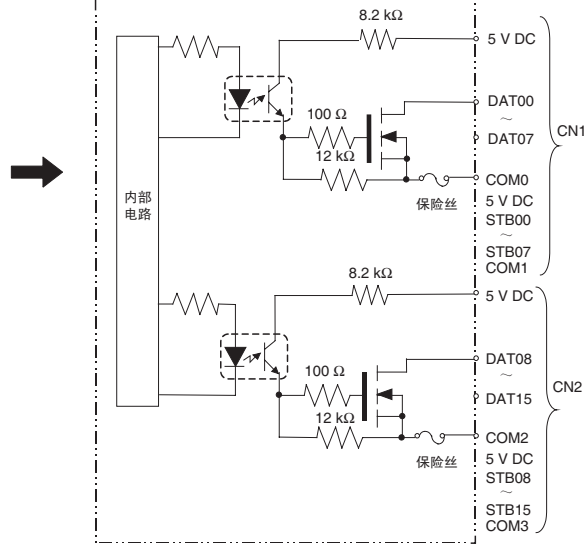 8.2 kΩ
5 V DC
DAT00
～
100 Ω
DAT07
CN1
12 kΩ
COM0
保险丝
5 V DC
STB00
～
STB07
COM1
内部
电路
8.2 kΩ
5 V DC
DAT08
～
100 Ω
DAT15
CN2
12 kΩ
COM2
保险丝
5 V DC
STB08
～
STB15
COM3